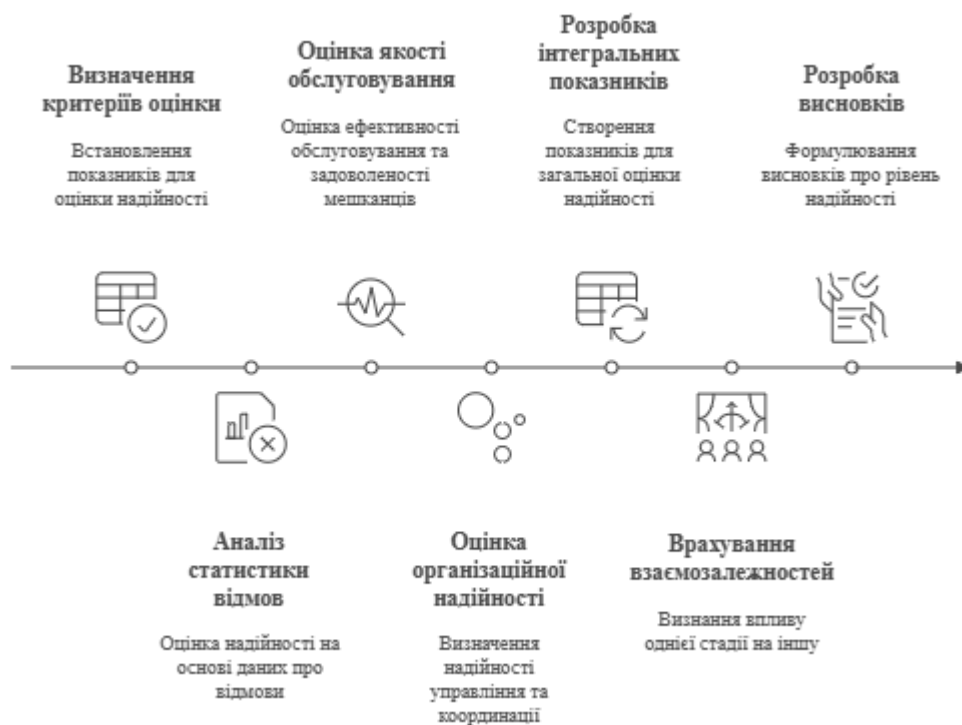 Визначення
критеріїв оцінки
Встановлення
показників для
оцінки надійності
Аналіз
статистики
відмов
Оцінка надійності на
основі даних про
відмови
Оцінка якості
обслуговування
Оцінка ефективності
обслуговування та
задоволеності
мешканців
Оцінка
організаційної
надійності
Визначення
надійності
управління та
координації
Розробка
інтегральних
показників
Створення
показників для
загальної оцінки
надійності
Врахування
взаємозалежностей
Визнання впливу
однієї стадії на іншу
Розробка
висновків
Формулювання
висновків про рівень
надійності